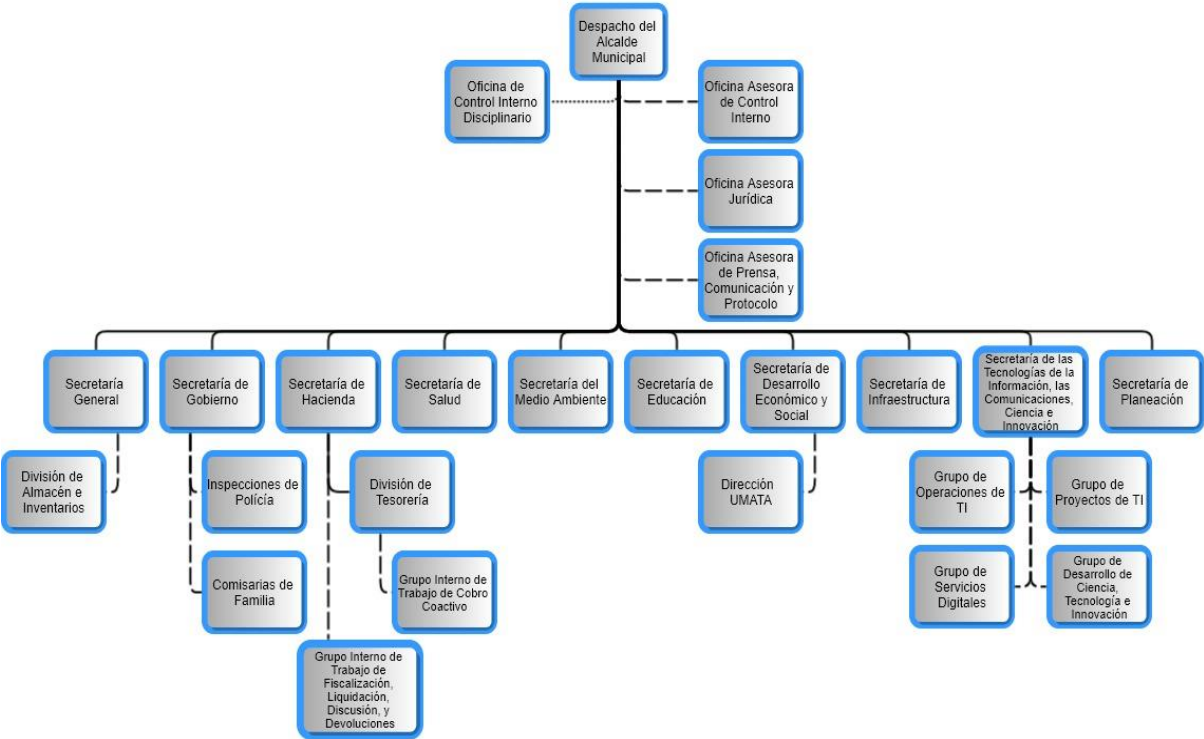 Despacho del
Alcalde
Municipal
Oficina de
Control Interno
Disciplinario
Oficina Asesora
de Control
Interno
Oficina Asesora
Jurídica
Oficina Asesora
de Prensa,
Comunicación y
Protocolo
Secretaría
General
Secretaría de
Gobierno
Secretaría de
Hacienda
Secretaría de
Salud
Secretaría del
Medio Ambiente
Secretaría de
Educación
Secretaría de
Desarrollo
Económico y
Social
Secretaría de
Infraestructura
Secretaría de las
Tecnologías de la
Información, las
Comunicaciones,
Ciencia e
Innovación
Secretaría de
Planeación
División de
Almacén e
Inventarios
Inspecciones de
Polícía
División de
Tesorería
Dirección
UMATA
Grupo de
Operaciones de
TI
Grupo de
Proyectos de TI
Comisarias de
Familia
Grupo Interno de
Trabajo de Cobro
Coactivo
Grupo de
Servicios
Digitales
Grupo de
Desarrollo de
Ciencia,
Tecnología e
Innovación
Grupo Interno de
Trabajo de
Fiscalización,
Liquidación,
Discusión, y
Devoluciones